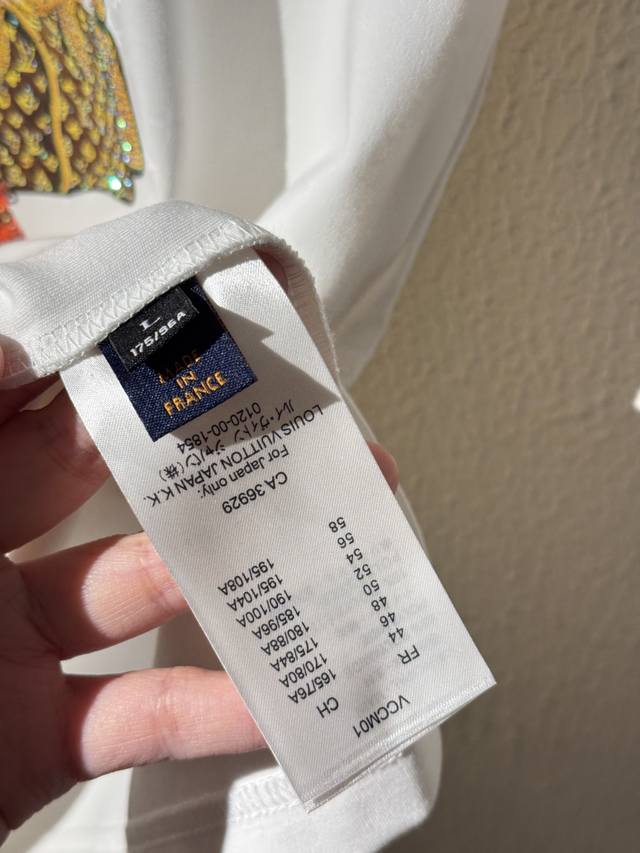 L
175/96A
MADE
IN
FRANCE
VCCM01
FR CH
44 165/76A
46 170/80A
48 175/84A
50 180/88A
52 185/96A
54 190/100A
56 195/104A
58 195/108A
CA 36929
For Japan only:
LOUIS VUITTON JAPAN K.K.
ルイ・ヴィトン ジャパン(株)
0120-00-1854